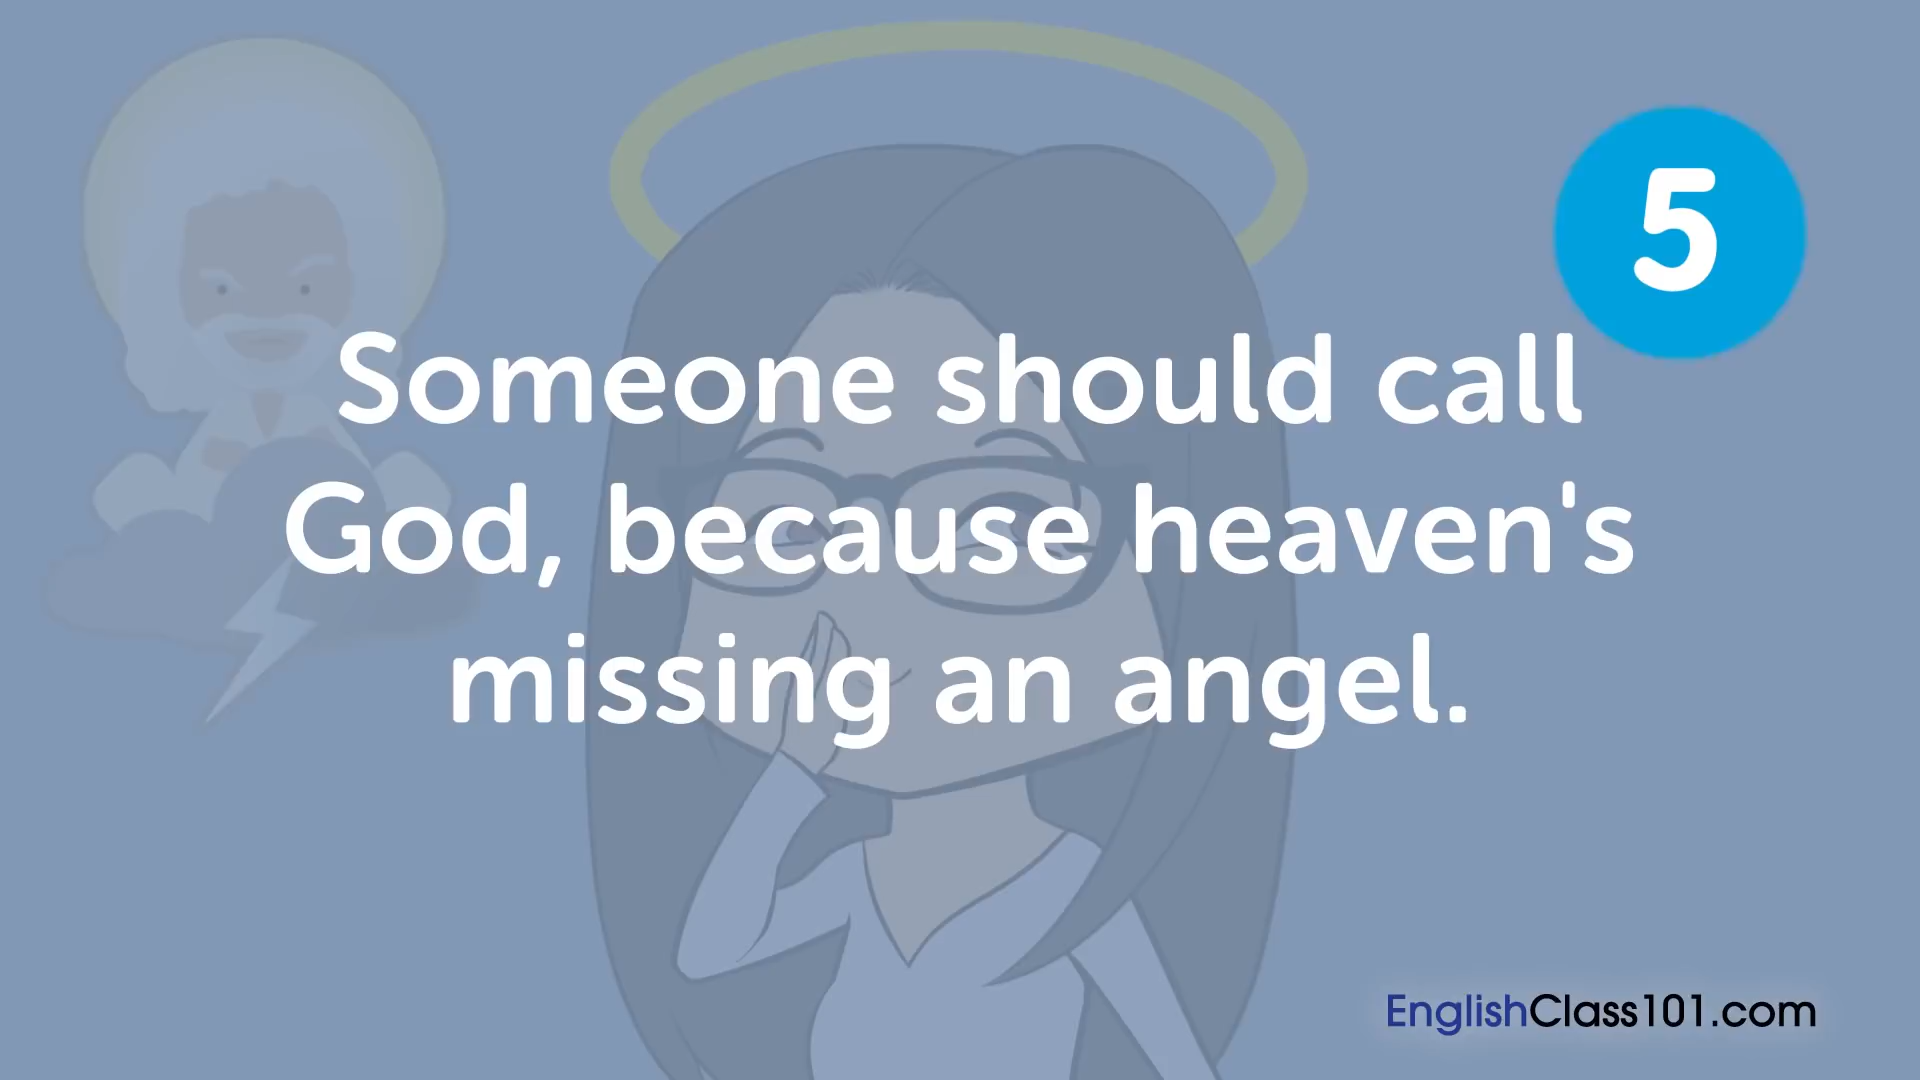 5
Someone should call
God, because heaven's
missing an angel.
EnglishClass101.com